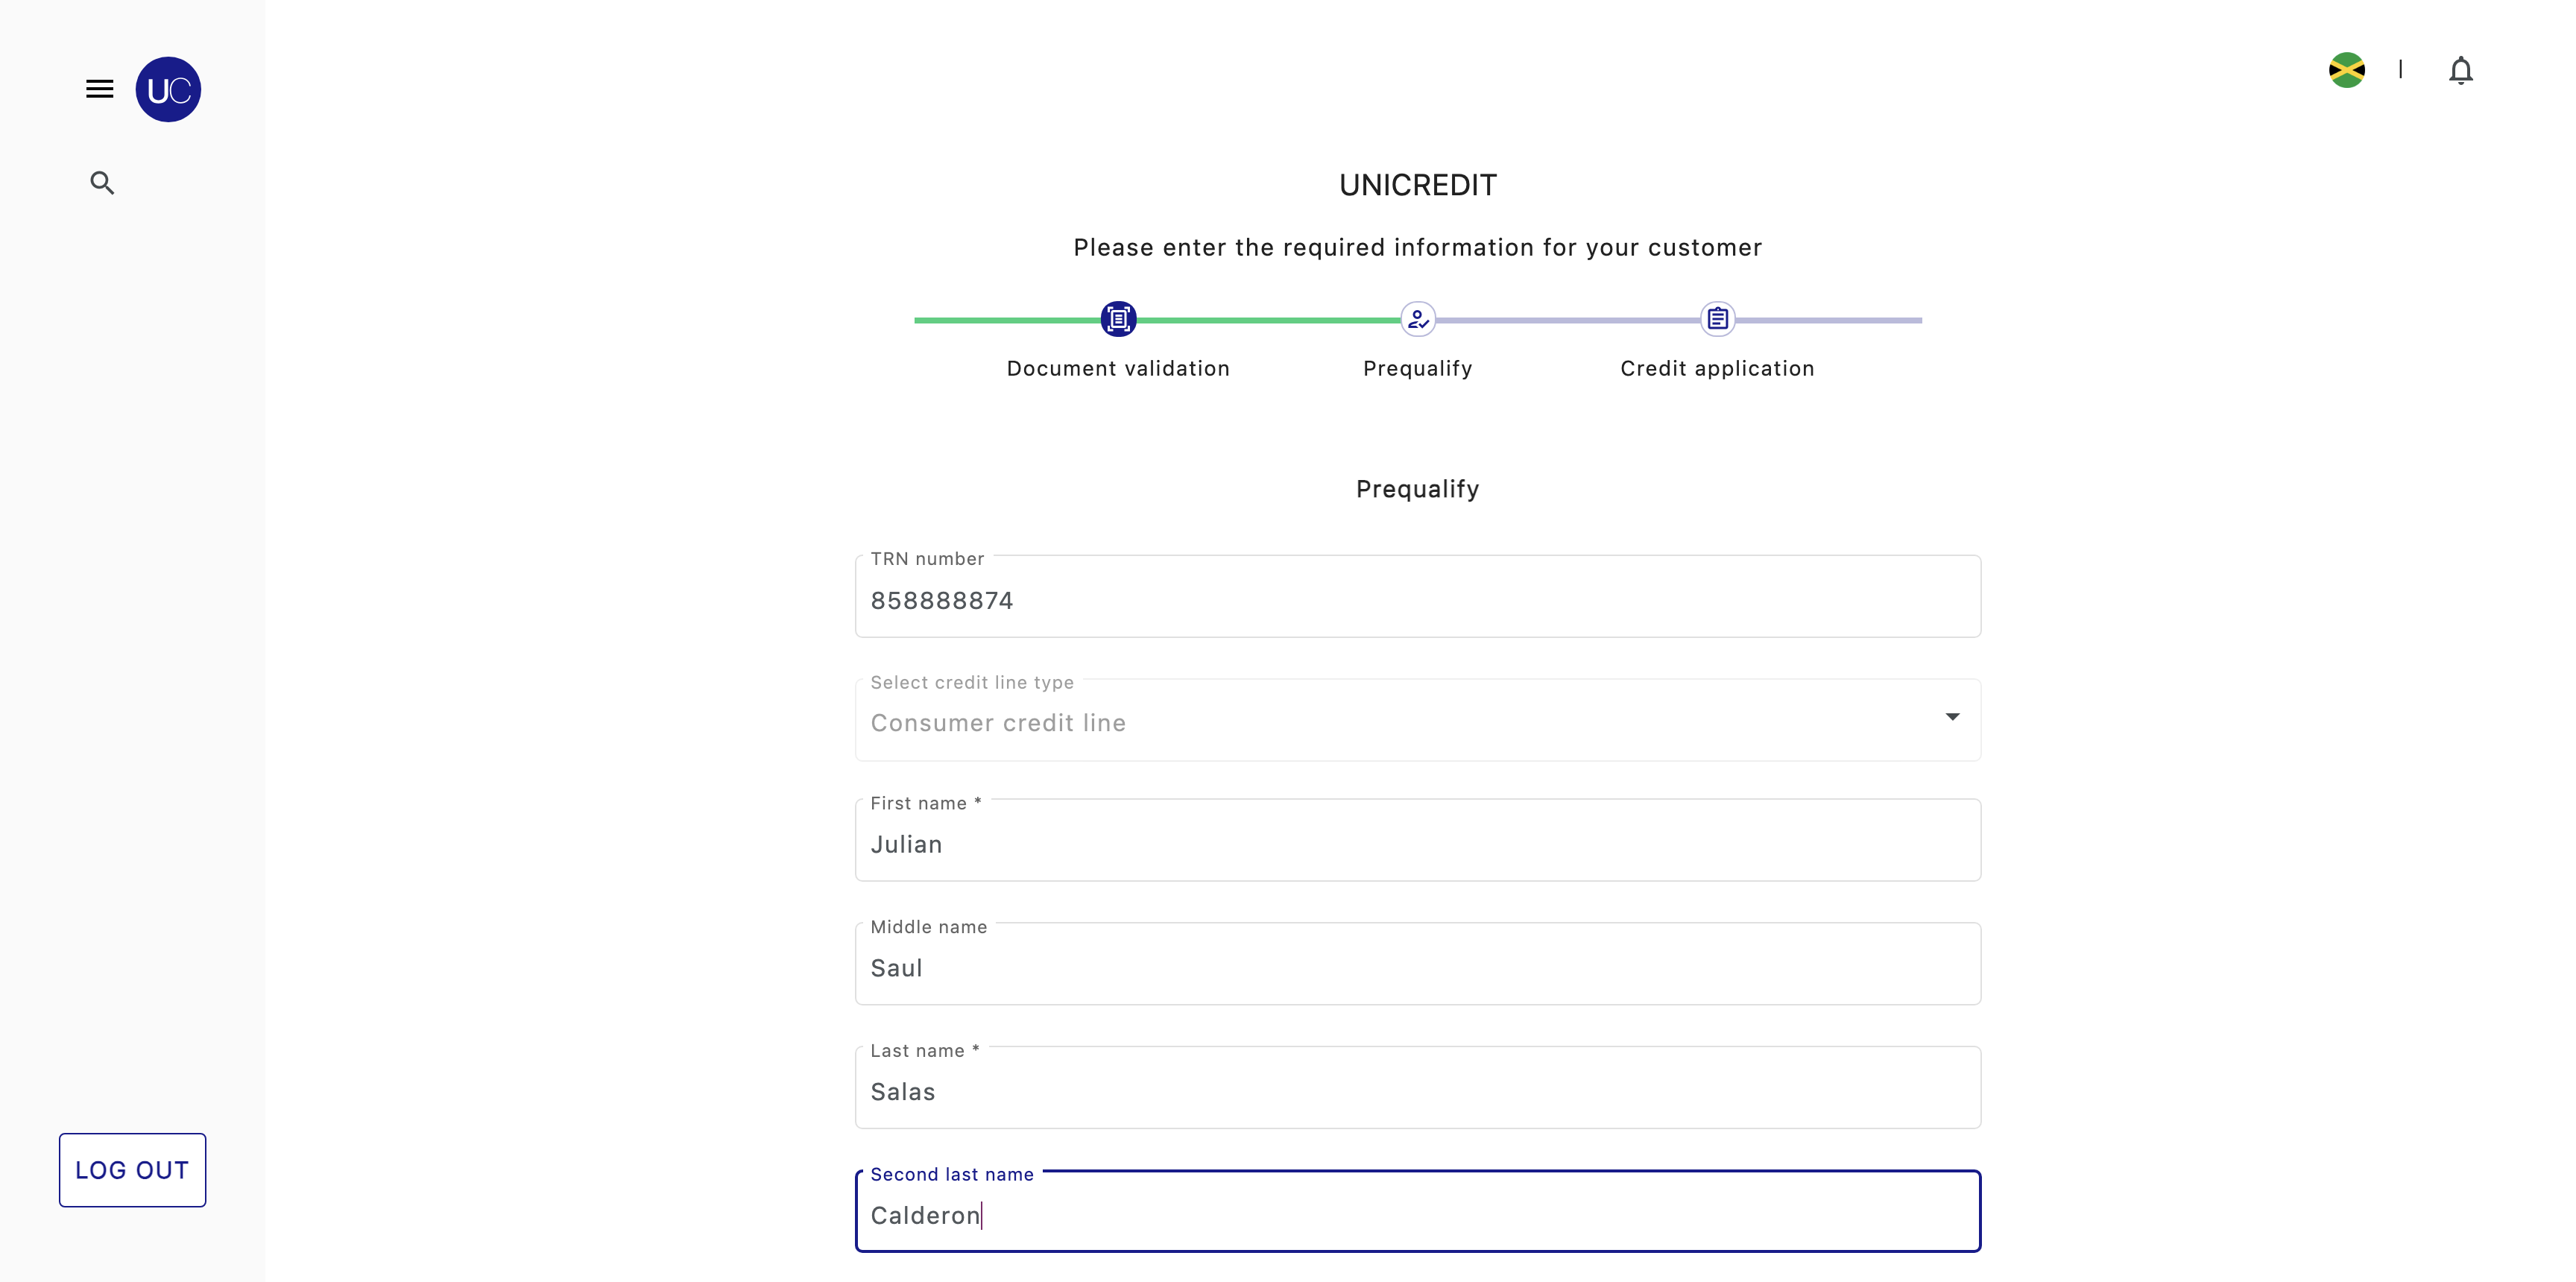 UC
UNICREDIT
Please enter the required information for your customer
Document validation
Prequalify
Credit application
Prequalify
TRN number
858888874
Select credit line type
Consumer credit line
First name *
Julian
Middle name
Saul
Last name *
Salas
Second last name
Calderon
LOG OUT